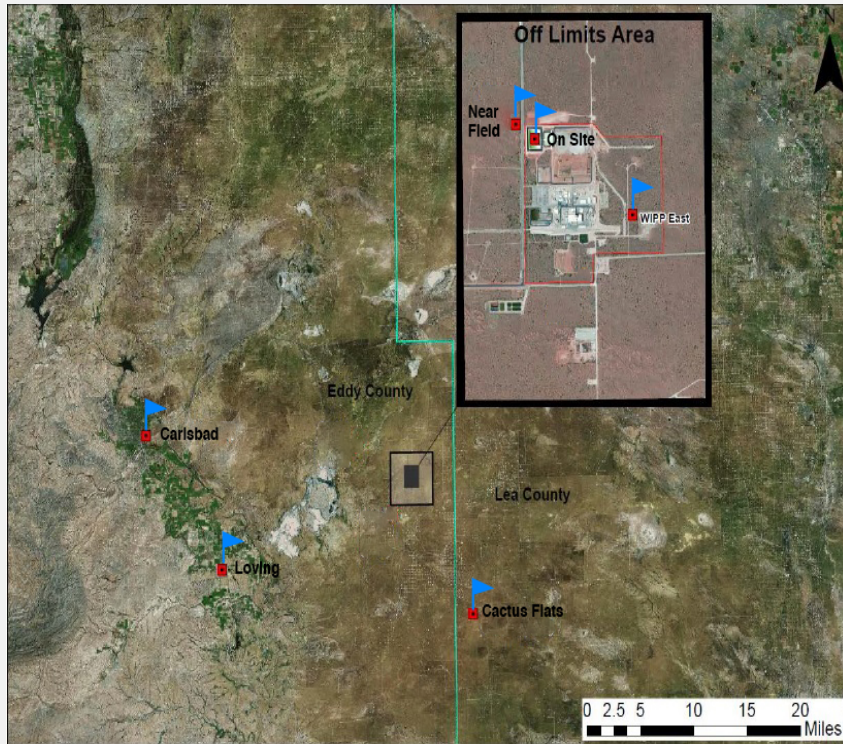 Off Limits Area
N
Near
Field
On Site
WIPP East
Eddy County
Carlsbad
Lea County
Loving
Cactus Flats
0 2.5 5 10 15 20
Miles